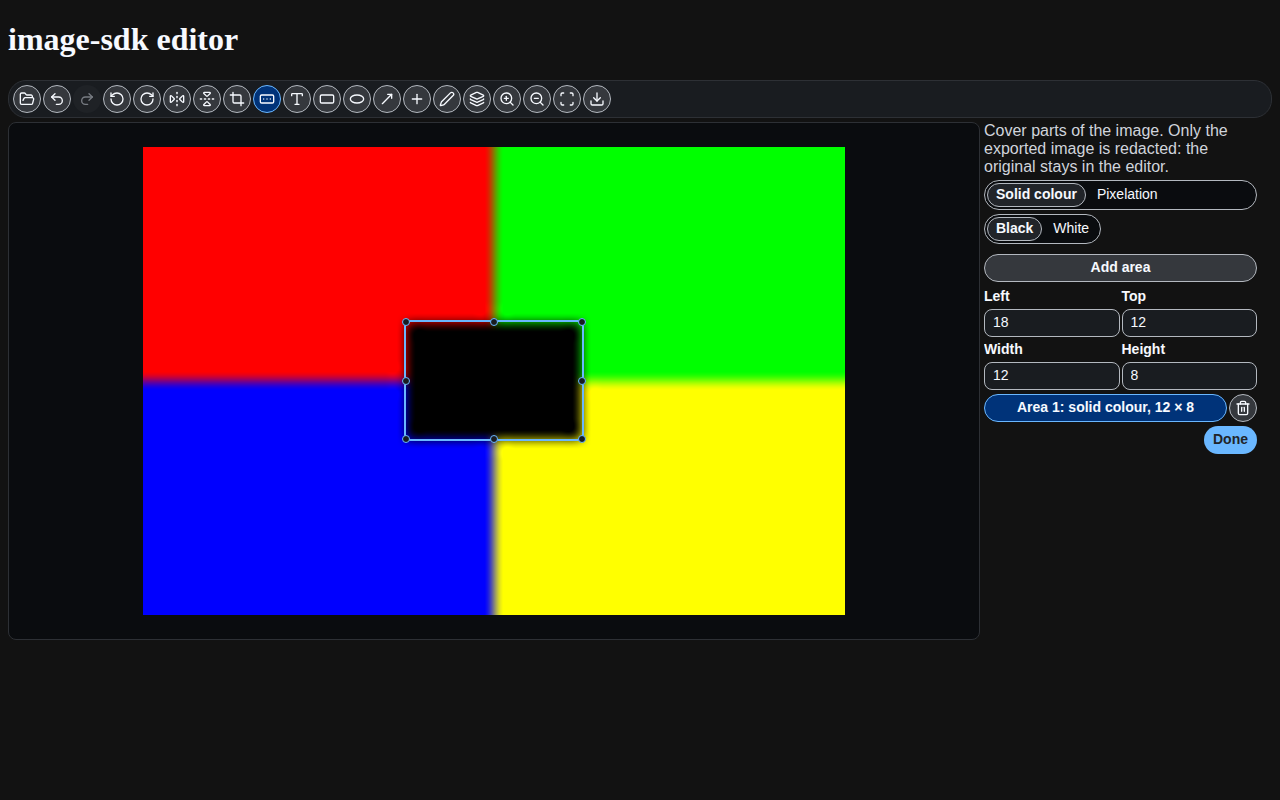 image-sdk editor
Cover parts of the image. Only the
exported image is redacted: the
original stays in the editor.
Solid colour Pixelation
Black White
Add area
Left Top
18 12
Width Height
12 8
Area 1: solid colour, 12 × 8
Done